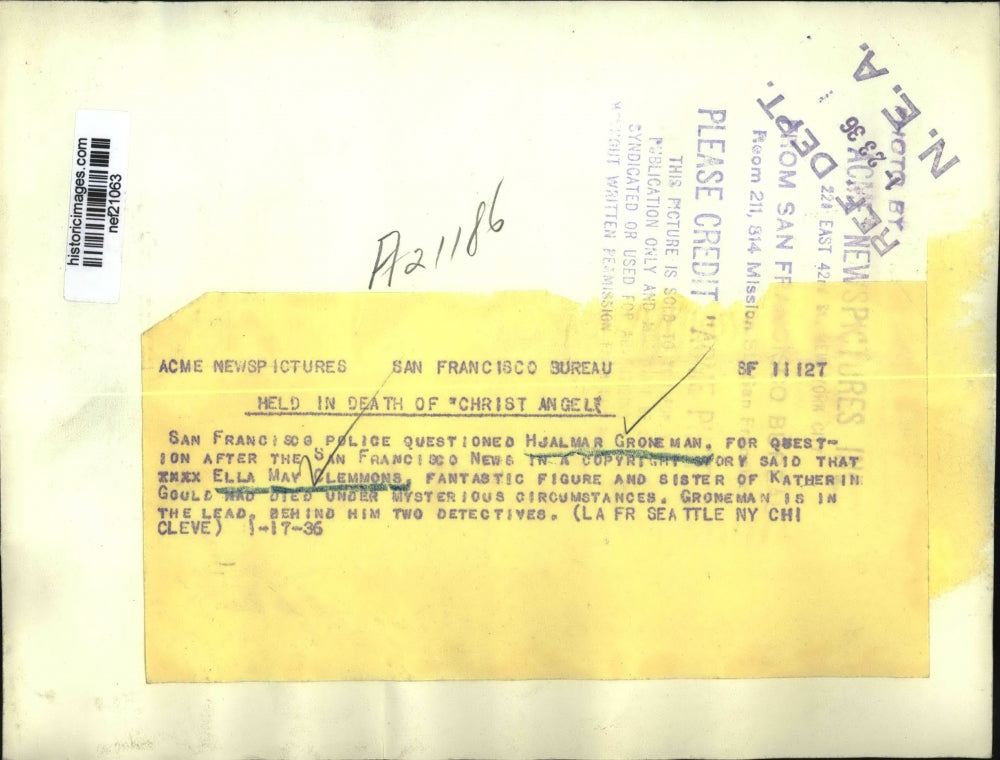 historicimages.com
nef21063
A21186
N. E. A.
REF. DEPT.
ACME NEWSPICTURES
220 EAST 42
FROM SAN FRANCISCO
Room 211, 814 Mission
PLEASE CREDIT "ACME
THIS PICTURE IS SOLD TO
PUBLICATION ONLY AND
SYNDICATED OR USED FOR
WITHOUT WRITTEN PERMISSION
ACME NEWSPICTURES SAN FRANCISCO BUREAU SF 11127
HELD IN DEATH OF "CHRIST ANGEL"
SAN FRANCISCO POLICE QUESTIONED HJALMAR GRONEMAN. FOR QUEST-
ION AFTER THE SAN FRANCISCO NEWS IN A COPYRIGHT STORY SAID THAT
XXXX ELLA MAY CLEMMONS, FANTASTIC FIGURE AND SISTER OF KATHERIN
GOULD HAD DIED UNDER MYSTERIOUS CIRCUMSTANCES. GRONEMAN IS IN
THE LEAD. BEHIND HIM TWO DETECTIVES. (LA FR SEATTLE NY CHI
CLEVE) 1-17-36